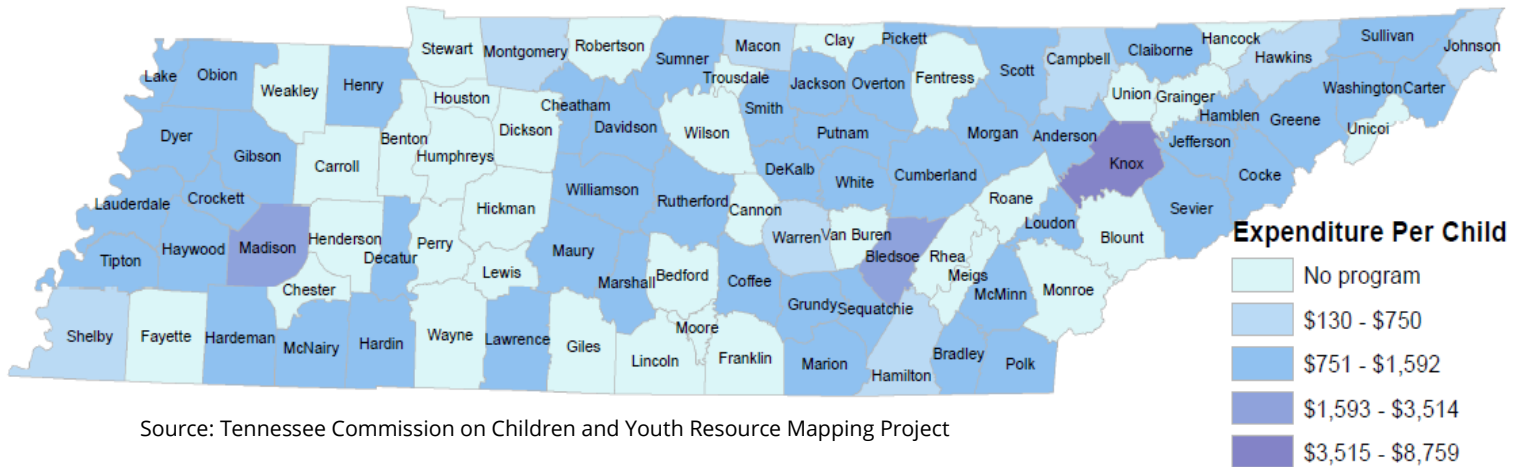 Stewart
Montgomery
Robertson
Sumner
Macon
Clay
Pickett
Hancock
Sullivan
Johnson
Lake
Obion
Weakley
Henry
Houston
Trousdale
Jackson
Overton
Fentress
Scott
Campbell
Claiborne
Hawkins
Union
Grainger
Washington
Carter
Cheatham
Smith
Hamblen
Greene
Dyer
Benton
Dickson
Davidson
Wilson
Putnam
Morgan
Anderson
Jefferson
Unicoi
Gibson
Carroll
Humphreys
Knox
DeKalb
White
Cumberland
Cocke
Lauderdale
Crockett
Williamson
Rutherford
Hickman
Cannon
Roane
Sevier
Loudon
Tipton
Haywood
Madison
Henderson
Decatur
Perry
Maury
Warren
Van Buren
Bledsoe
Rhea
Blount
Lewis
Marshall
Bedford
Coffee
Meigs
McMinn
Monroe
Chester
Grundy
Sequatchie
Shelby
Fayette
Hardeman
McNairy
Hardin
Wayne
Lawrence
Giles
Moore
Lincoln
Franklin
Marion
Hamilton
Bradley
Polk
Expenditure Per Child
No program
$130 - $750
$751 - $1,592
$1,593 - $3,514
$3,515 - $8,759
Source: Tennessee Commission on Children and Youth Resource Mapping Project